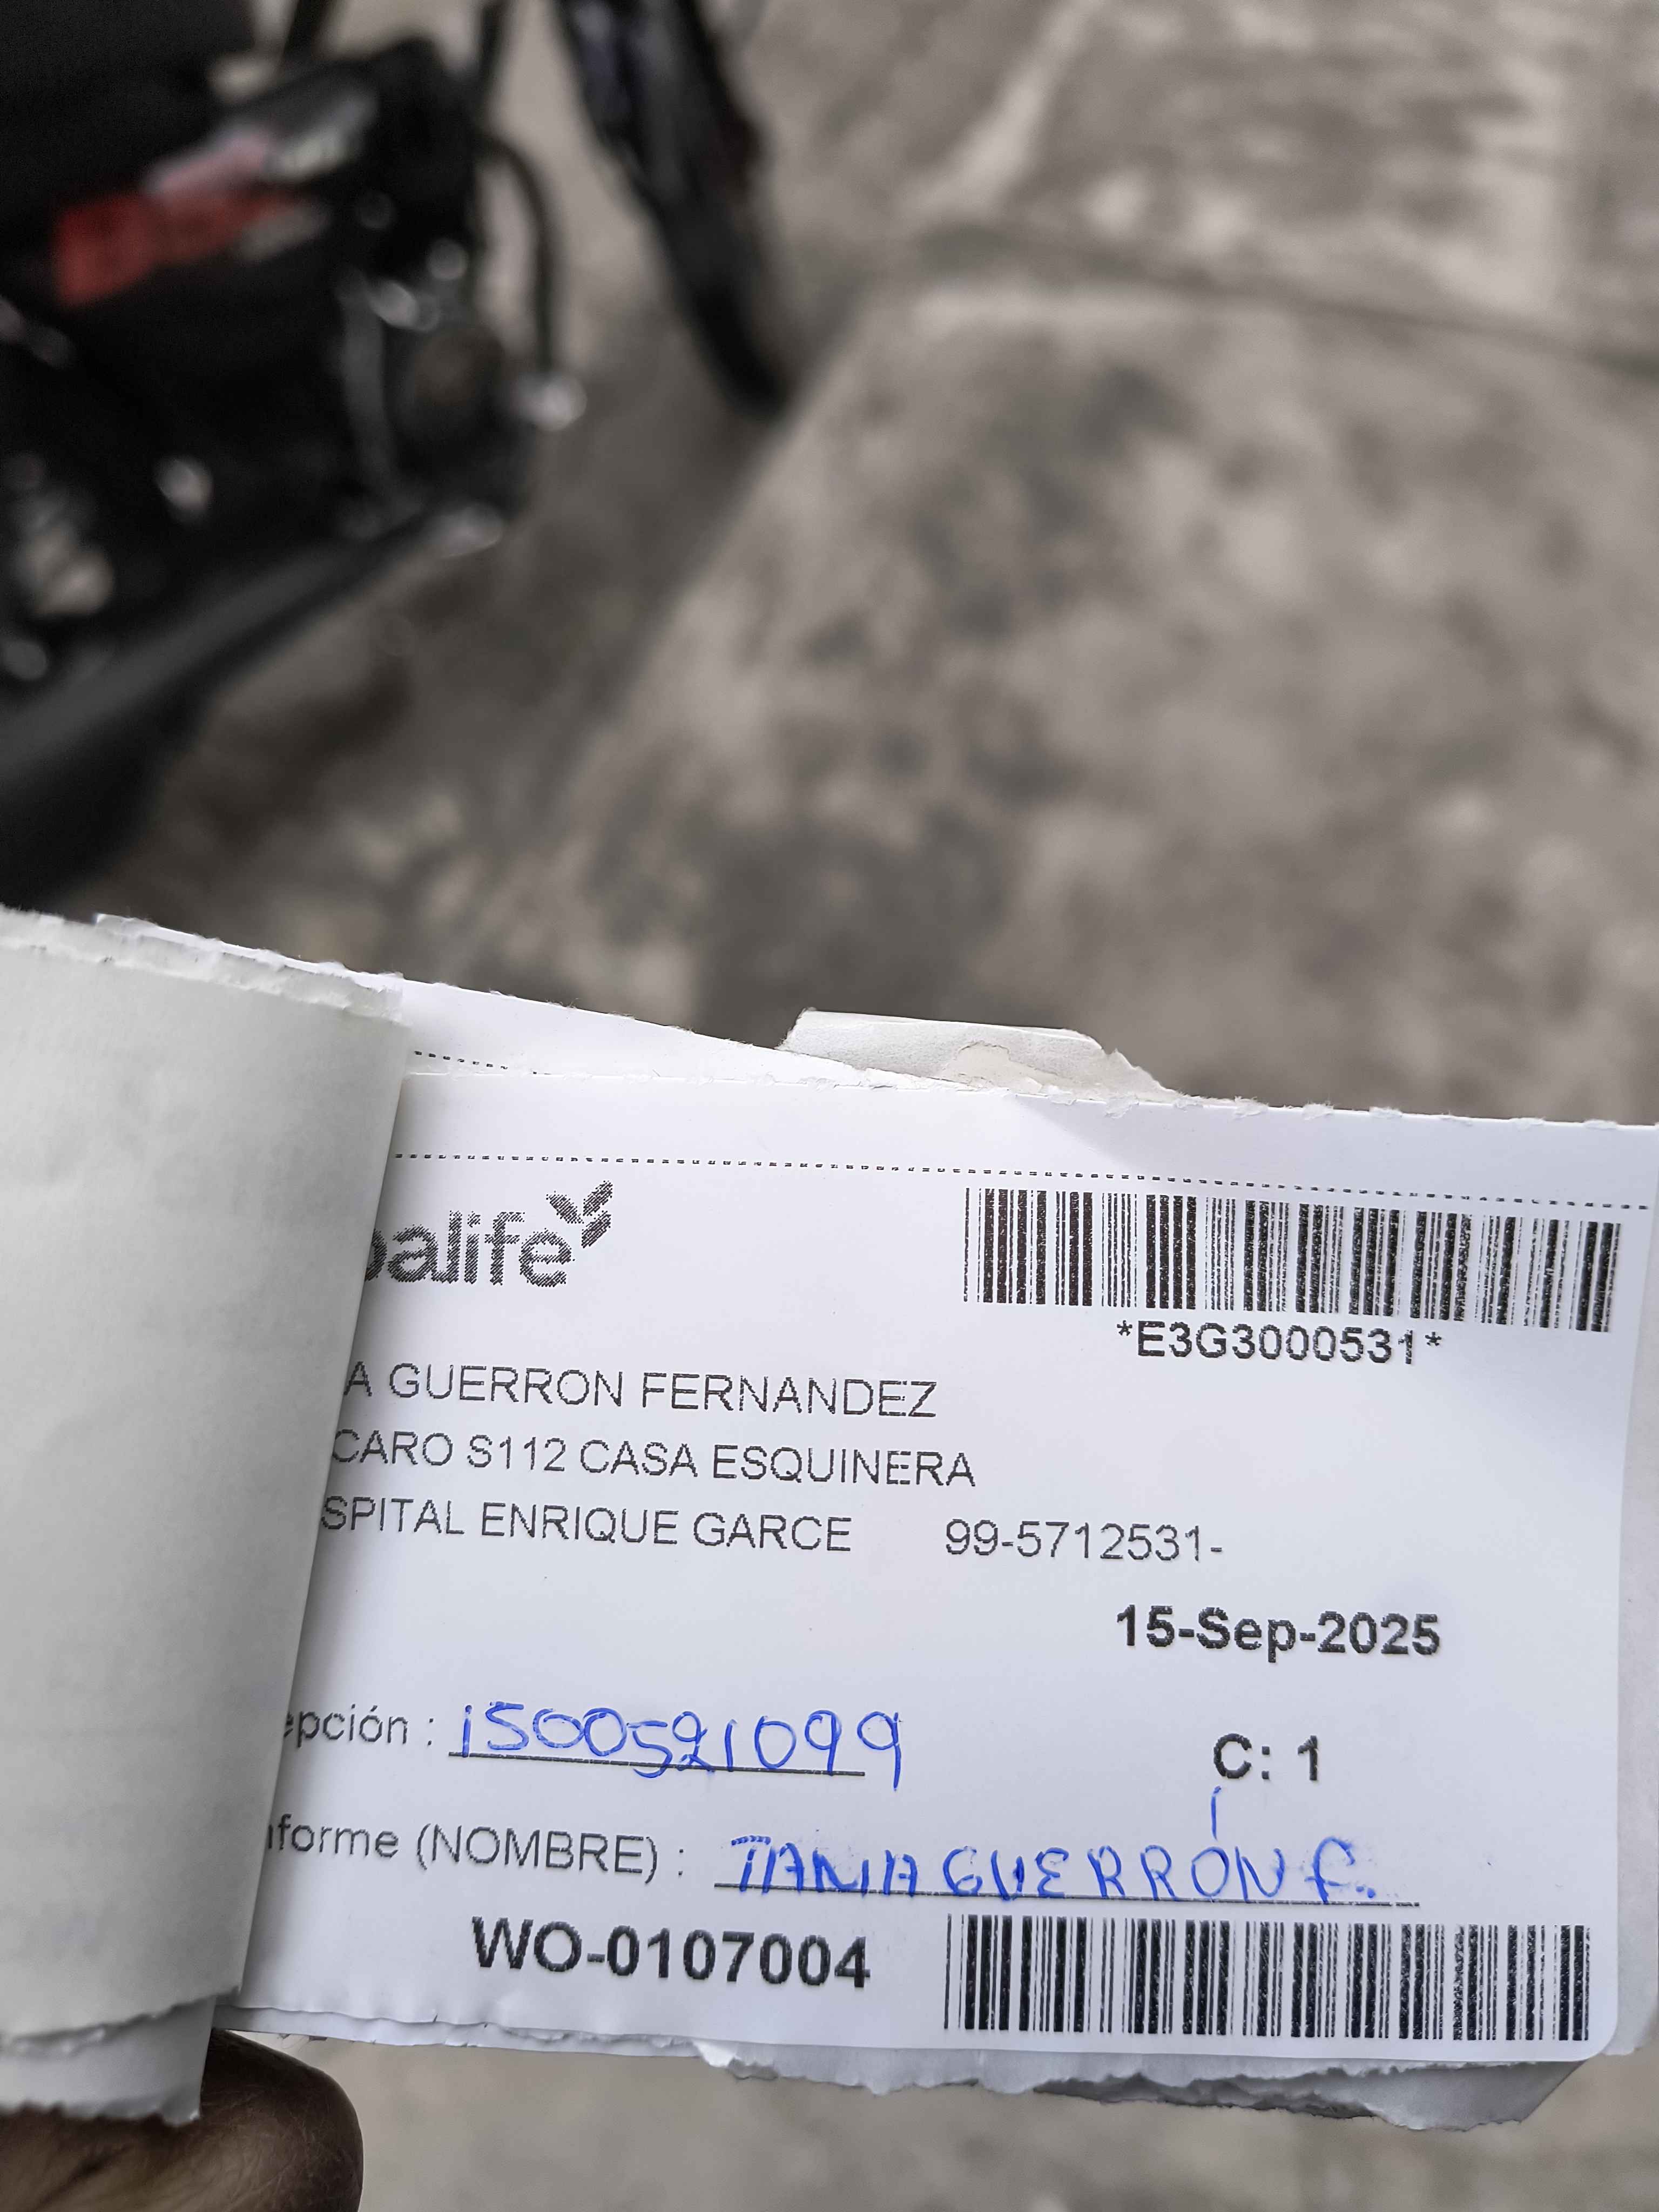 balife
*E3G3000531*
A GUERRON FERNANDEZ
CARO S112 CASA ESQUINERA
SPITAL ENRIQUE GARCE 99-5712531-
15-Sep-2025
epción : 1500521099
C: 1
nforme (NOMBRE) : TANIA GUERRÓN F.
WO-0107004